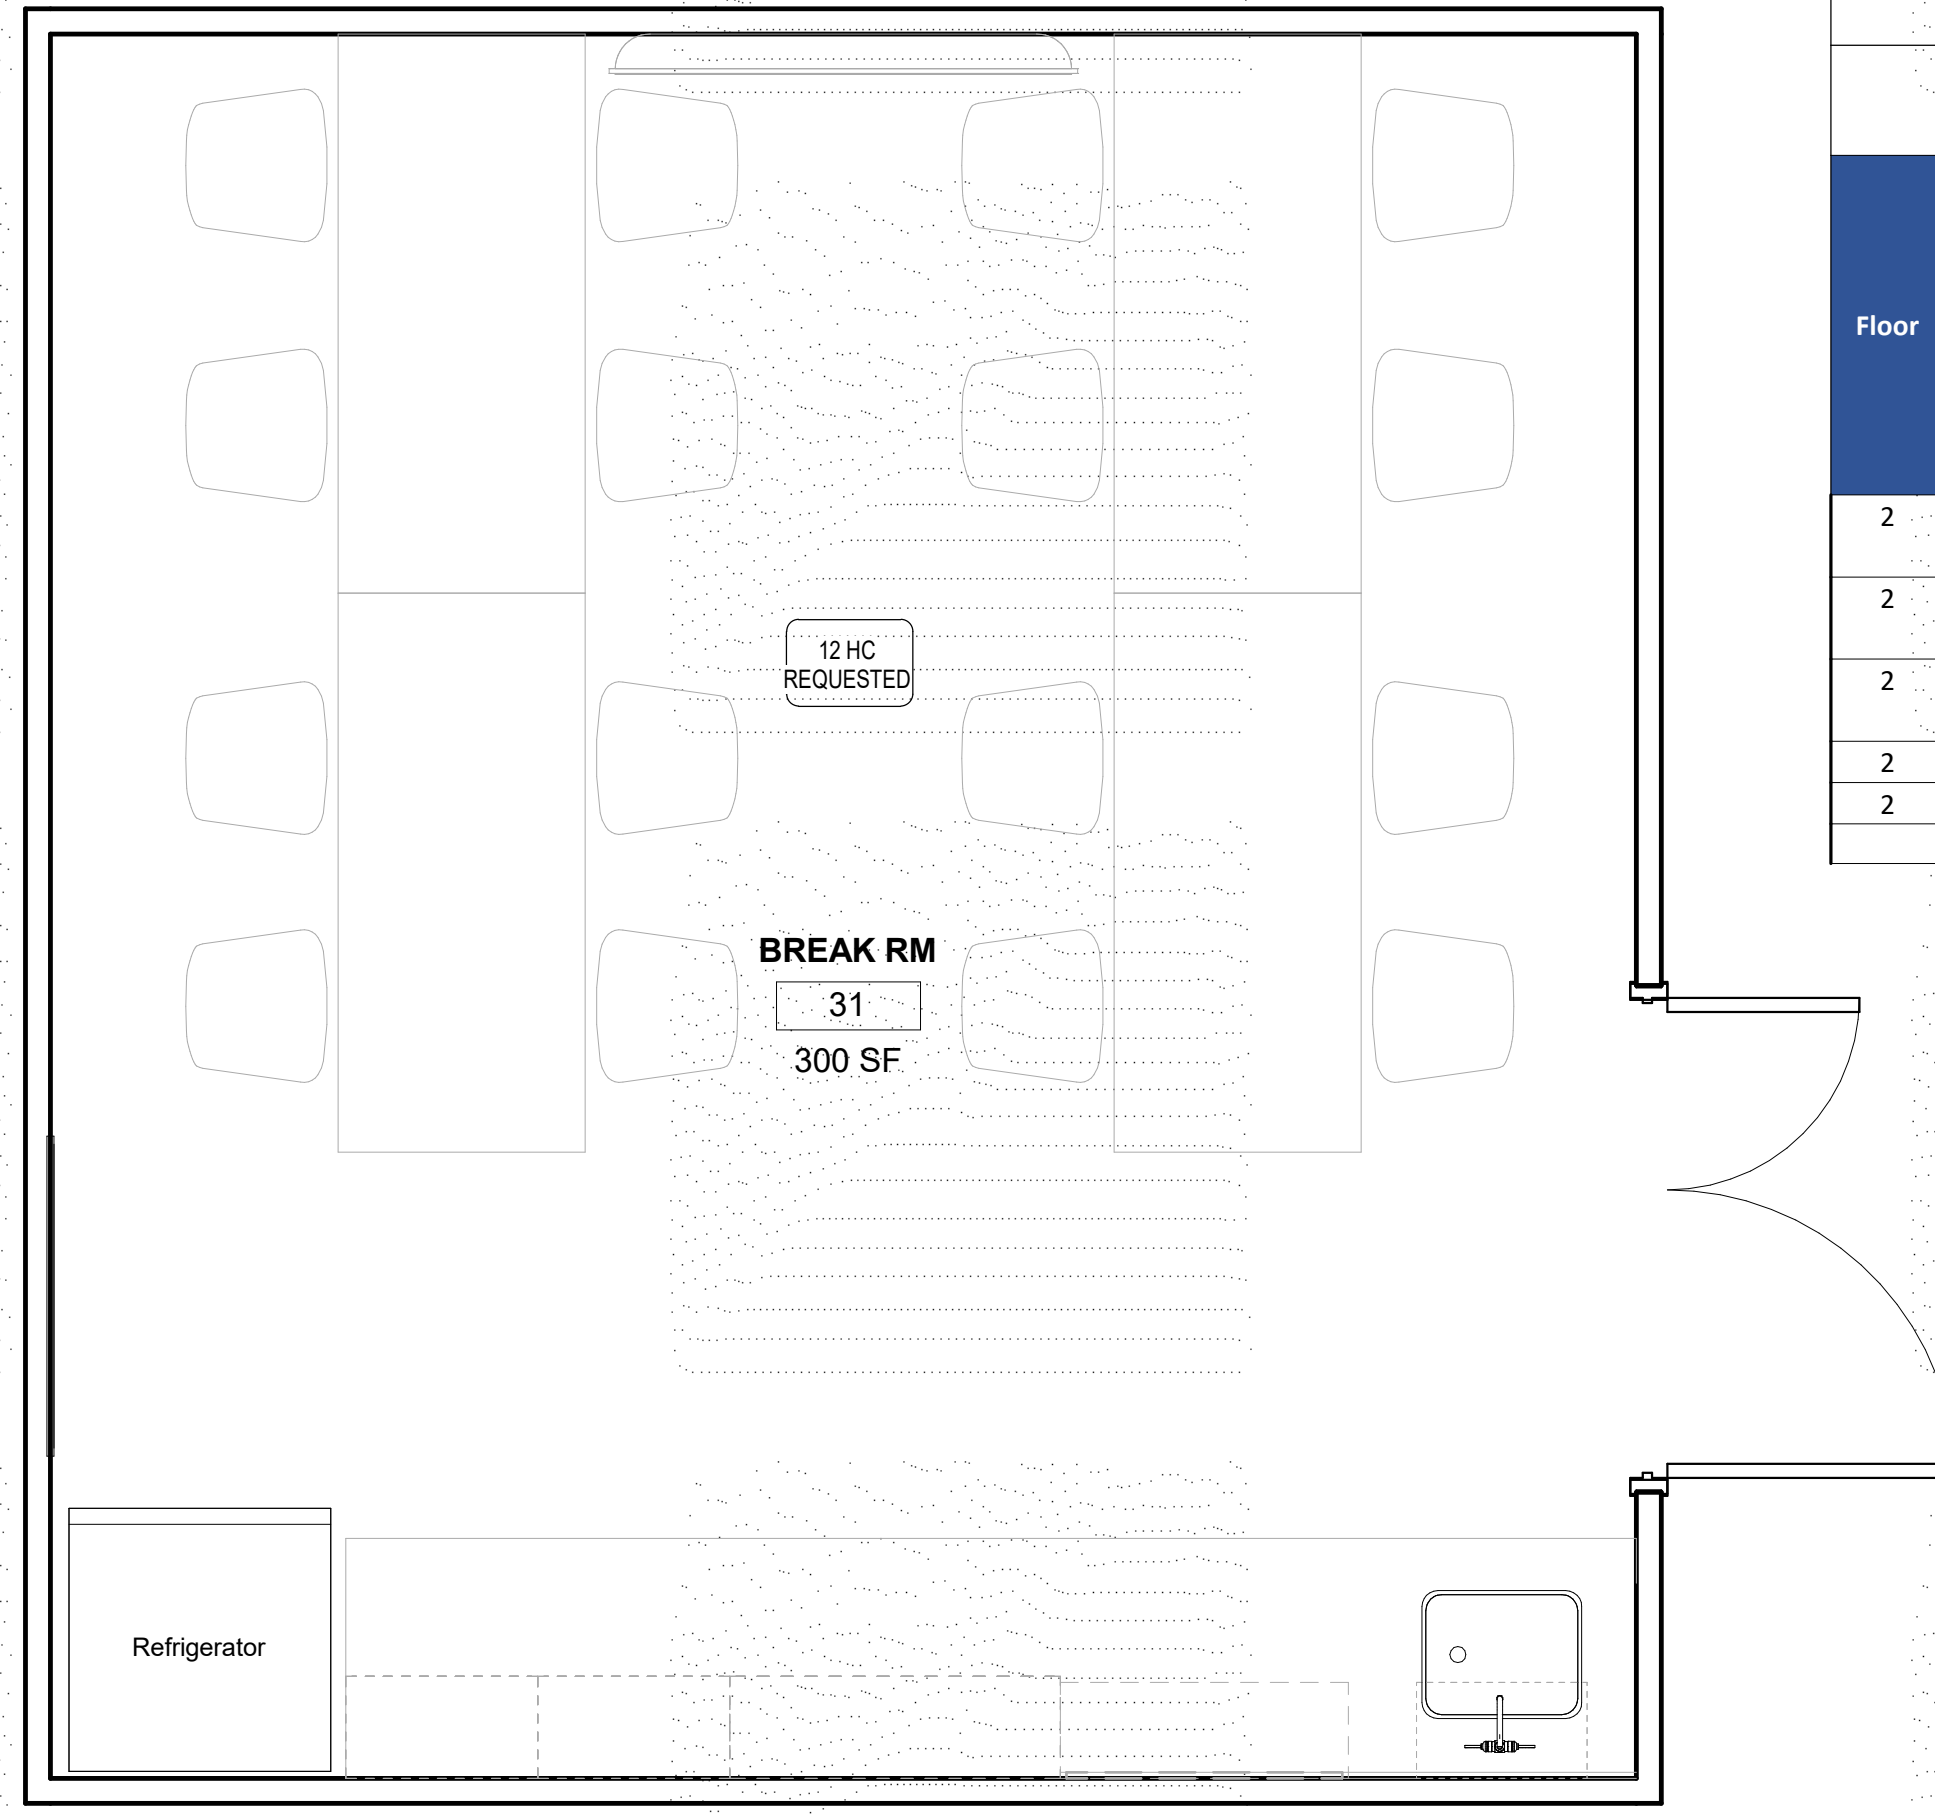 Floor
2
2
2
2
2
12 HC
REQUESTED
BREAK RM
31
300 SF
Refrigerator